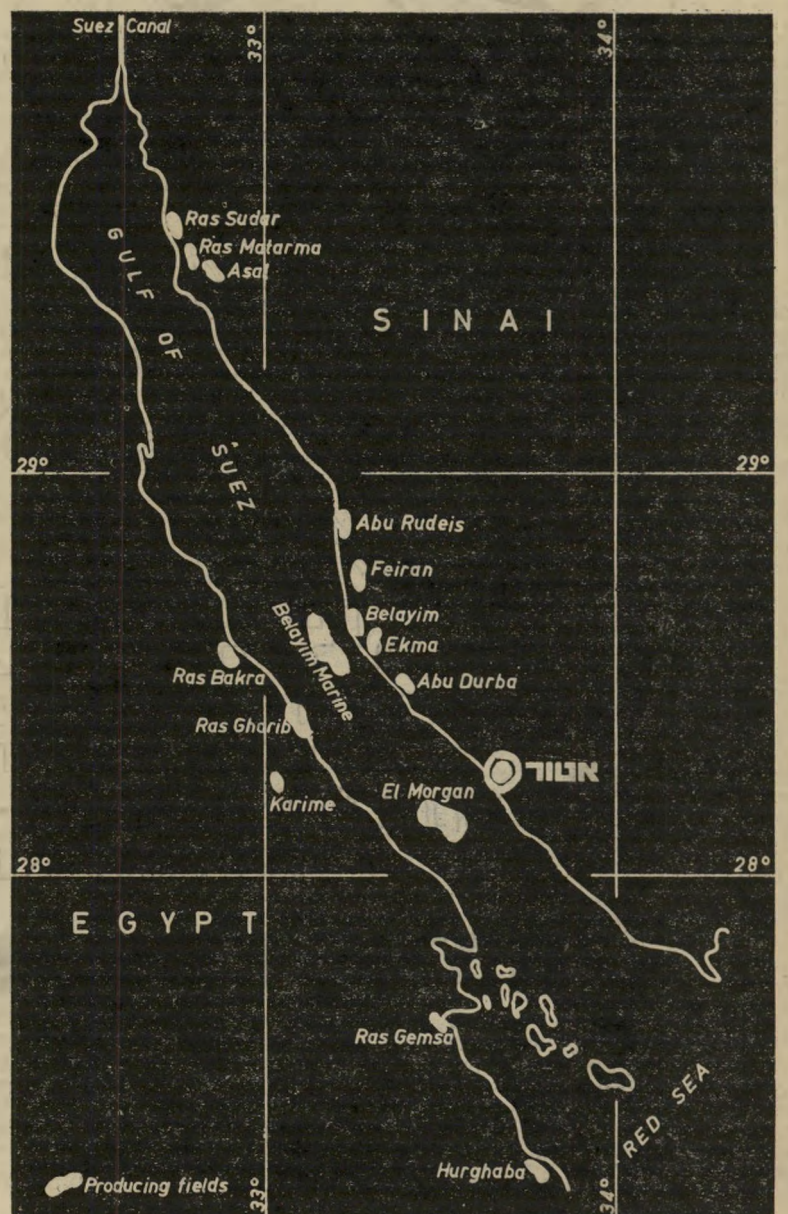 Suez Canal
33°
34°
Ras Sudar
Ras Matarma
Asal
GULF OF SUEZ
SINAI
29°
29°
Abu Rudeis
Feiran
Belayim
Ekma
Belayim Marine
Abu Durba
Ras Bakra
Ras Gharib
אטור
El Morgan
Karime
28°
28°
EGYPT
Ras Gemsa
RED SEA
Hurghaba
Producing fields
33°
34°